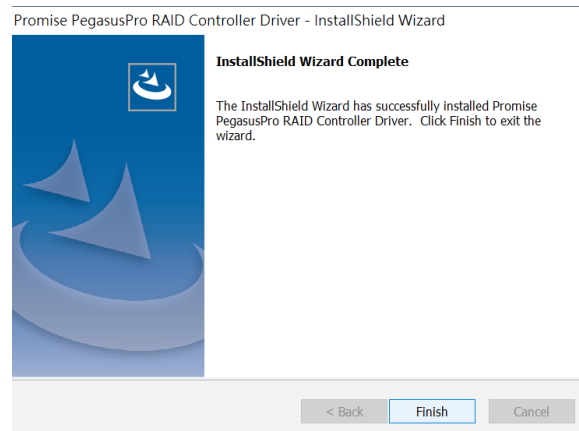 Promise PegasusPro RAID Controller Driver - InstallShield Wizard
InstallShield Wizard Complete
The InstallShield Wizard has successfully installed Promise
PegasusPro RAID Controller Driver. Click Finish to exit the
wizard.
< Back Finish Cancel